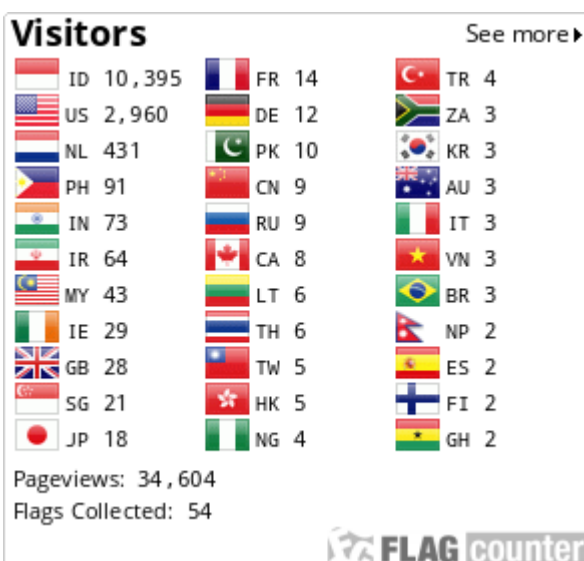 Visitors See more
ID 10,395 FR 14 TR 4
US 2,960 DE 12 ZA 3
NL 431 PK 10 KR 3
PH 91 CN 9 AU 3
IN 73 RU 9 IT 3
IR 64 CA 8 VN 3
MY 43 LT 6 BR 3
IE 29 TH 6 NP 2
GB 28 TW 5 ES 2
SG 21 HK 5 FI 2
JP 18 NG 4 GH 2
Pageviews: 34,604
Flags Collected: 54
FC FLAG counter